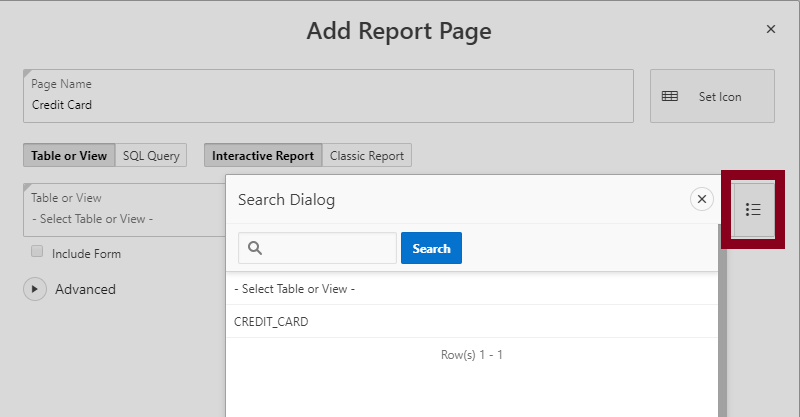 Add Report Page
Page Name
Credit Card
Set Icon
Table or View SQL Query Interactive Report Classic Report
Table or View
- Select Table or View -
Include Form
Advanced
Search Dialog
Search
- Select Table or View -
CREDIT_CARD
Row(s) 1 - 1